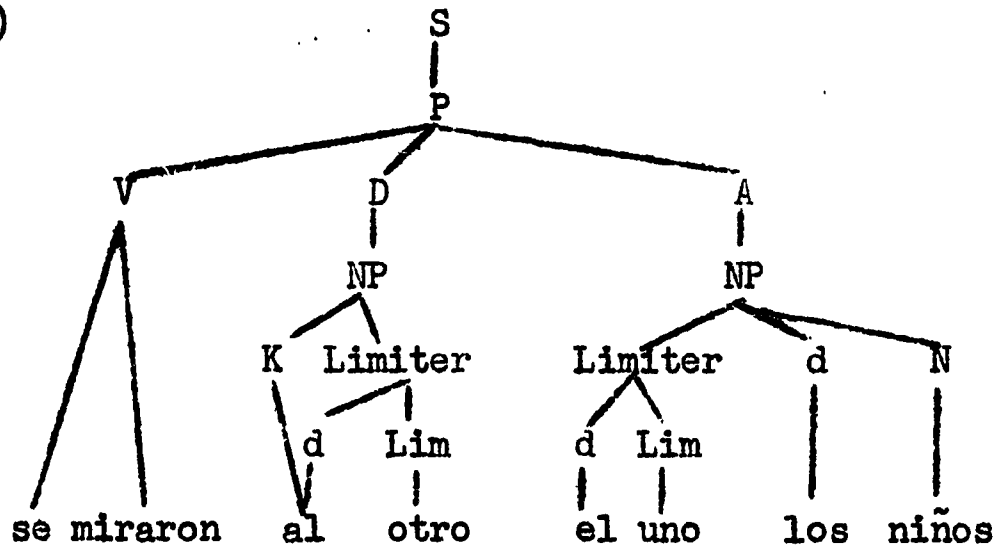 )
S
P
V D A
NP NP
K Limiter Limiter d N
d Lim d Lim
se miraron al otro el uno los niños